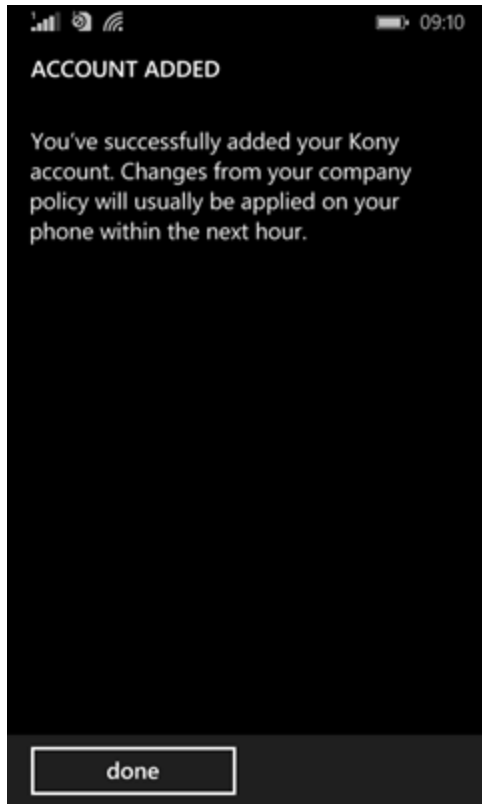 09:10
ACCOUNT ADDED
You've successfully added your Kony
account. Changes from your company
policy will usually be applied on your
phone within the next hour.
done